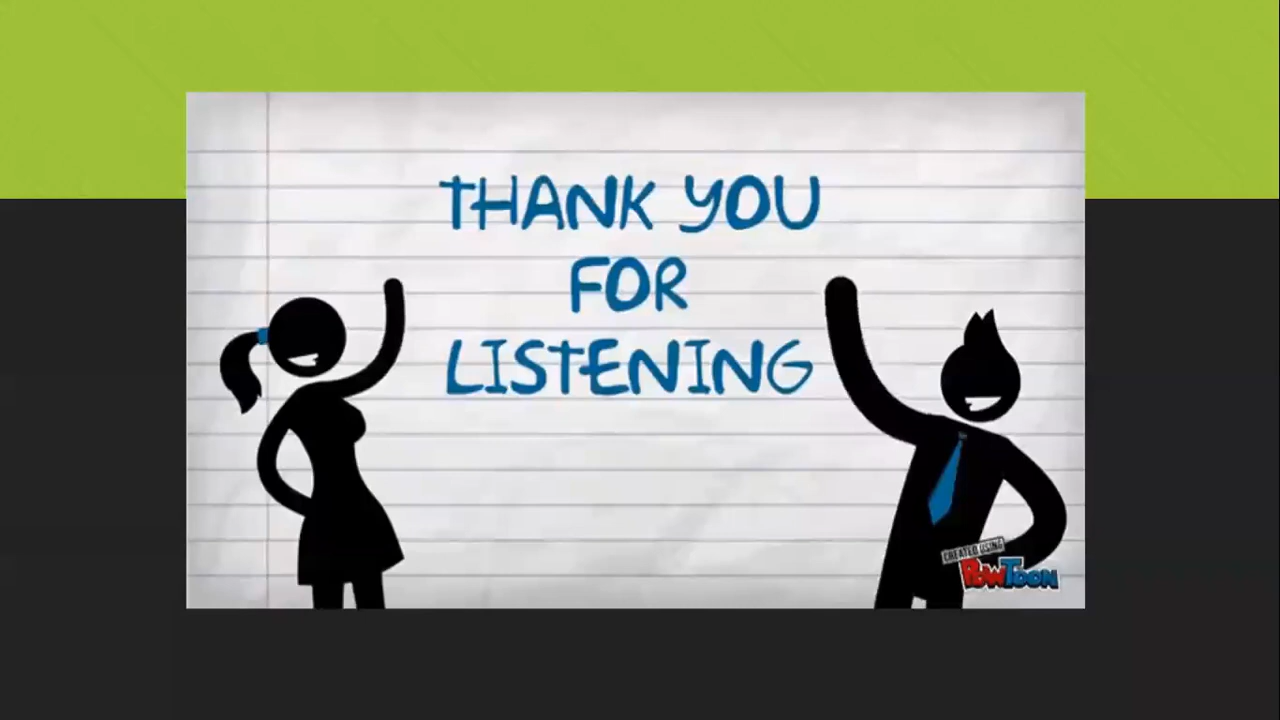 THANK YOU
FOR
LISTENING
CREATED USING
POWTOON